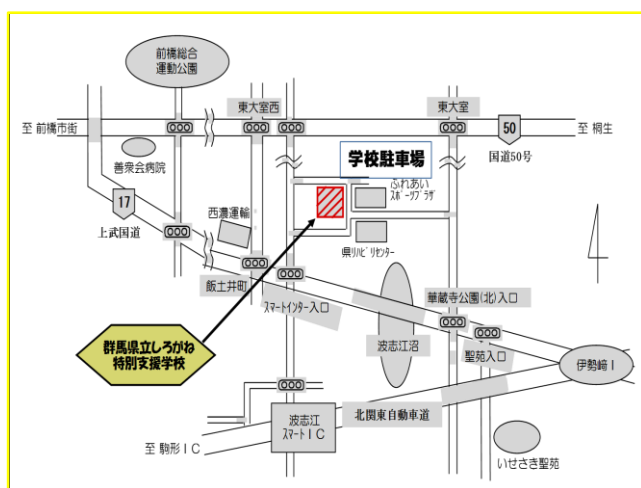 前橋総合
運動公園
東大室西
東大室
至 前橋市街
50
至 桐生
国道50号
善衆会病院
学校駐車場
ふれあい
スポーツプラザ
17
上武国道
西濃運輸
県リハビリセンター
飯土井町
スマートインター入口
華蔵寺公園(北)入口
群馬県立しろがね
特別支援学校
波志江沼
聖苑入口
伊勢崎I
波志江
スマートIC
北関東自動車道
至 駒形IC
いせさき聖苑